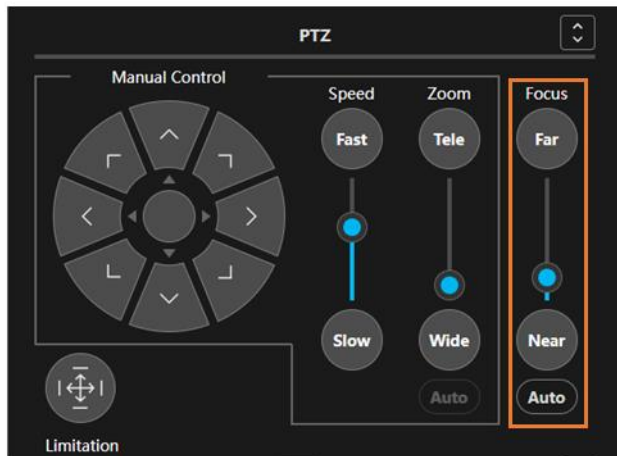 PTZ
Manual Control
Speed Zoom Focus
Fast Tele Far
Slow Wide Near
Auto Auto
Limitation